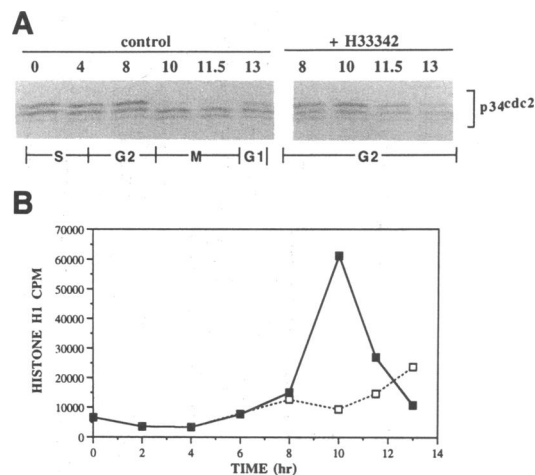 A
control
+ H33342
0 4 8 10 11.5 13
8 10 11.5 13
p34cdc2
S G2 M G1
G2
B
HISTONE H1 CPM
70000
60000
50000
40000
30000
20000
10000
0
0 2 4 6 8 10 12 14
TIME (hr)